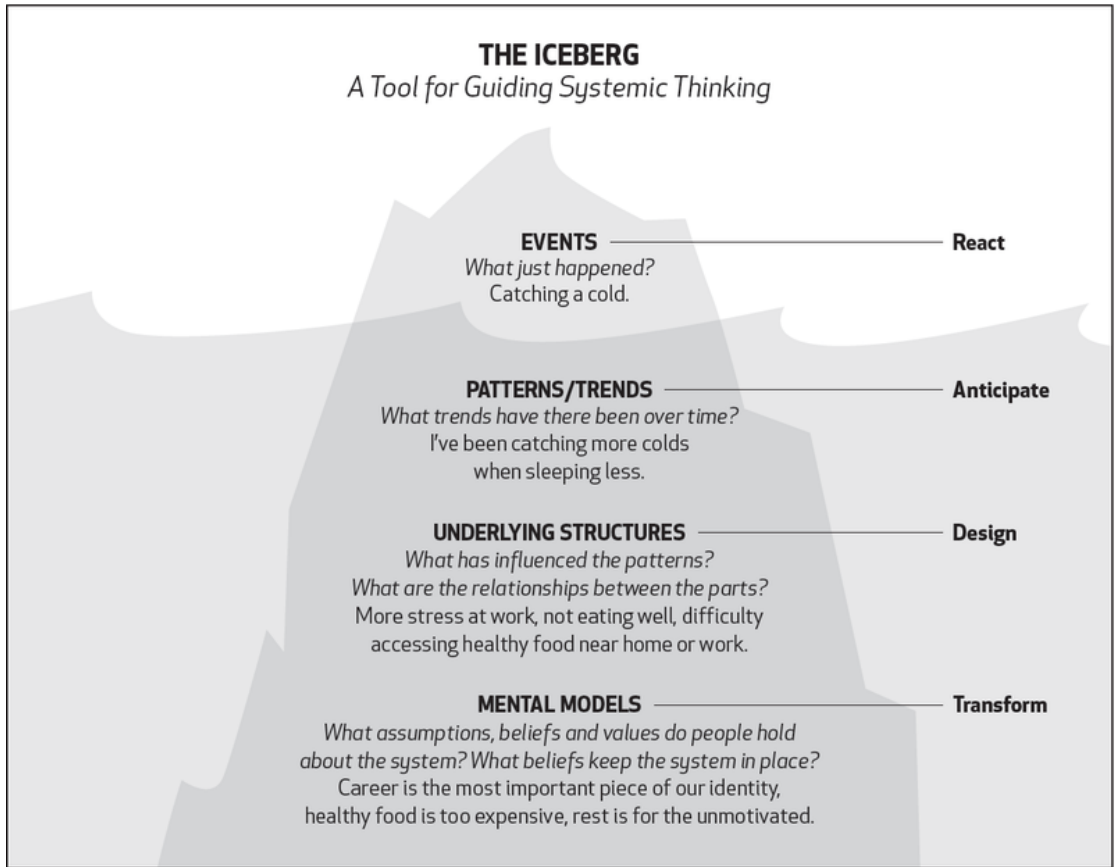 THE ICEBERG
A Tool for Guiding Systemic Thinking
EVENTS
React
What just happened?
Catching a cold.
PATTERNS/TRENDS
Anticipate
What trends have there been over time?
I've been catching more colds
when sleeping less.
UNDERLYING STRUCTURES
Design
What has influenced the patterns?
What are the relationships between the parts?
More stress at work, not eating well, difficulty
accessing healthy food near home or work.
MENTAL MODELS
Transform
What assumptions, beliefs and values do people hold
about the system? What beliefs keep the system in place?
Career is the most important piece of our identity,
healthy food is too expensive, rest is for the unmotivated.